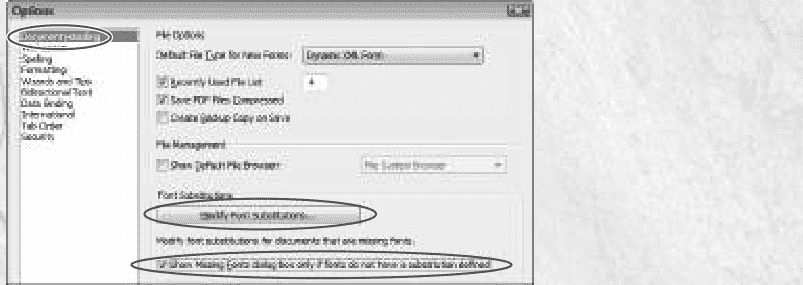 Options
Document Handling
Spelling
Formatting
Wizards and Tips
Bidirectional Text
Data Binding
International
Tab Order
Security
File Options
Default File Type for New Forms: Dynamic XML Form
Recently Used File List 4
Save PDF Files Compressed
Create Backup Copy on Save
File Management
Show Default File Browser: File System Browser
Font Substitutions
Modify Font Substitutions...
Modify font substitutions for documents that are missing fonts.
Show Missing Fonts dialog box only if fonts do not have a substitution defined